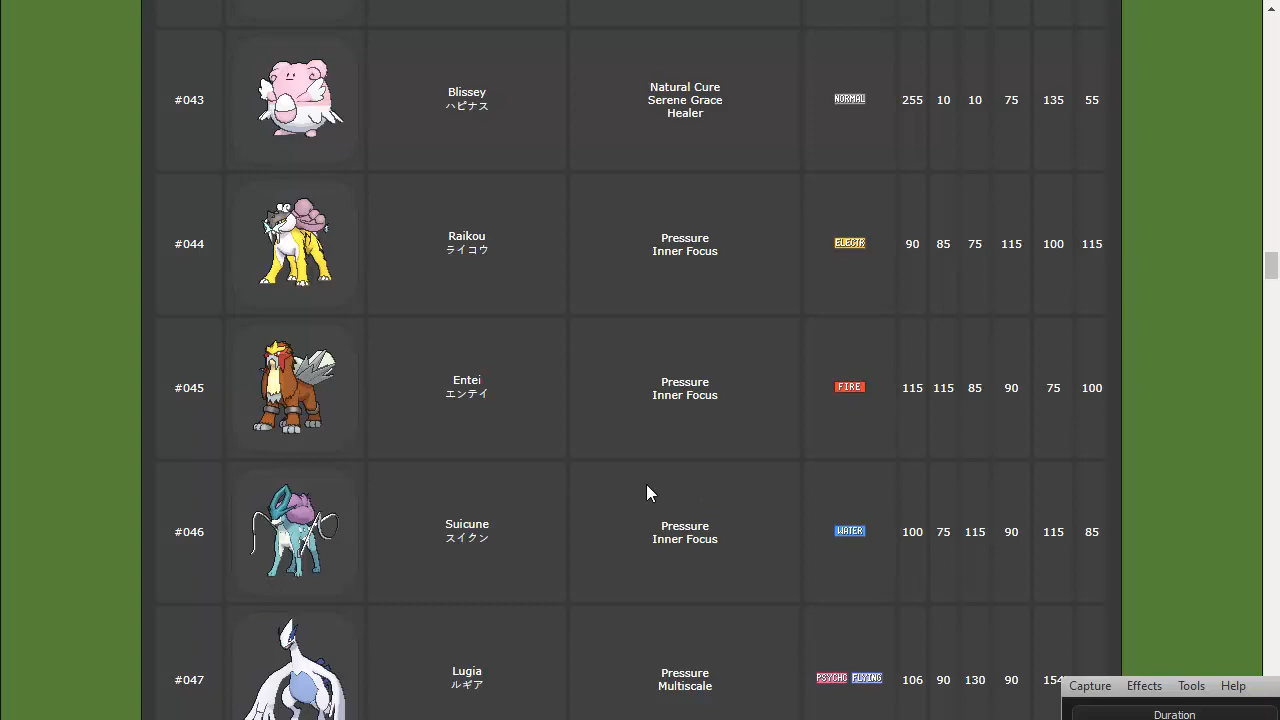 #043
Blissey
ハピナス
Natural Cure
Serene Grace
Healer
NORMAL
255 10 10 75 135 55
#044
Raikou
ライコウ
Pressure
Inner Focus
ELECTR
90 85 75 115 100 115
#045
Entei
エンテイ
Pressure
Inner Focus
FIRE
115 115 85 90 75 100
#046
Suicune
スイクン
Pressure
Inner Focus
WATER
100 75 115 90 115 85
#047
Lugia
ルギア
Pressure
Multiscale
PSYCHC FLYING
106 90 130 90 154
Capture Effects Tools Help
Duration